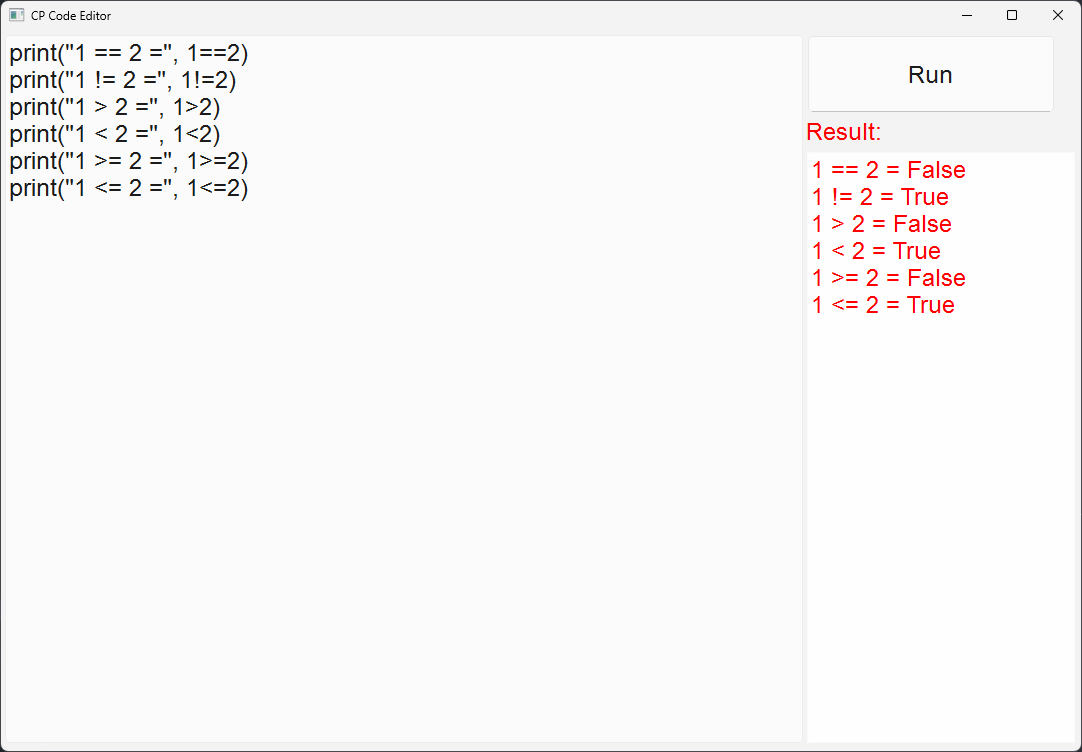 CP Code Editor
print("1 == 2 =", 1==2)
print("1 != 2 =", 1!=2)
print("1 > 2 =", 1>2)
print("1 < 2 =", 1<2)
print("1 >= 2 =", 1>=2)
print("1 <= 2 =", 1<=2)
Run
Result:
1 == 2 = False
1 != 2 = True
1 > 2 = False
1 < 2 = True
1 >= 2 = False
1 <= 2 = True